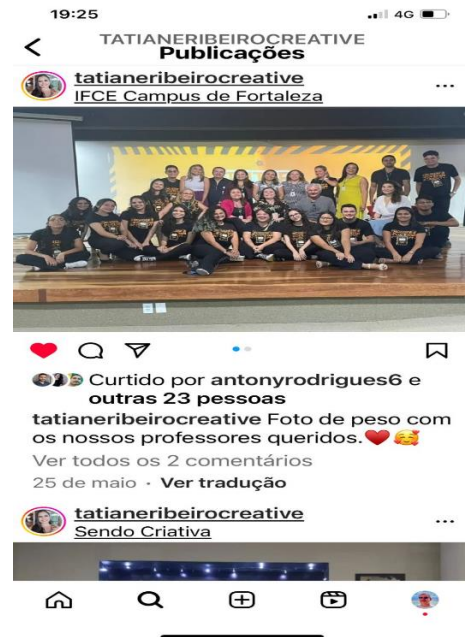 19:25
4G
TATIANERIBEIROCREATIVE
Publicações
tatianeribeirocreative
IFCE Campus de Fortaleza
Curtido por antonyrodrigues6 e
outras 23 pessoas
tatianeribeirocreative Foto de peso com
os nossos professores queridos.❤️🥰
Ver todos os 2 comentários
25 de maio · Ver tradução
tatianeribeirocreative
Sendo Criativa